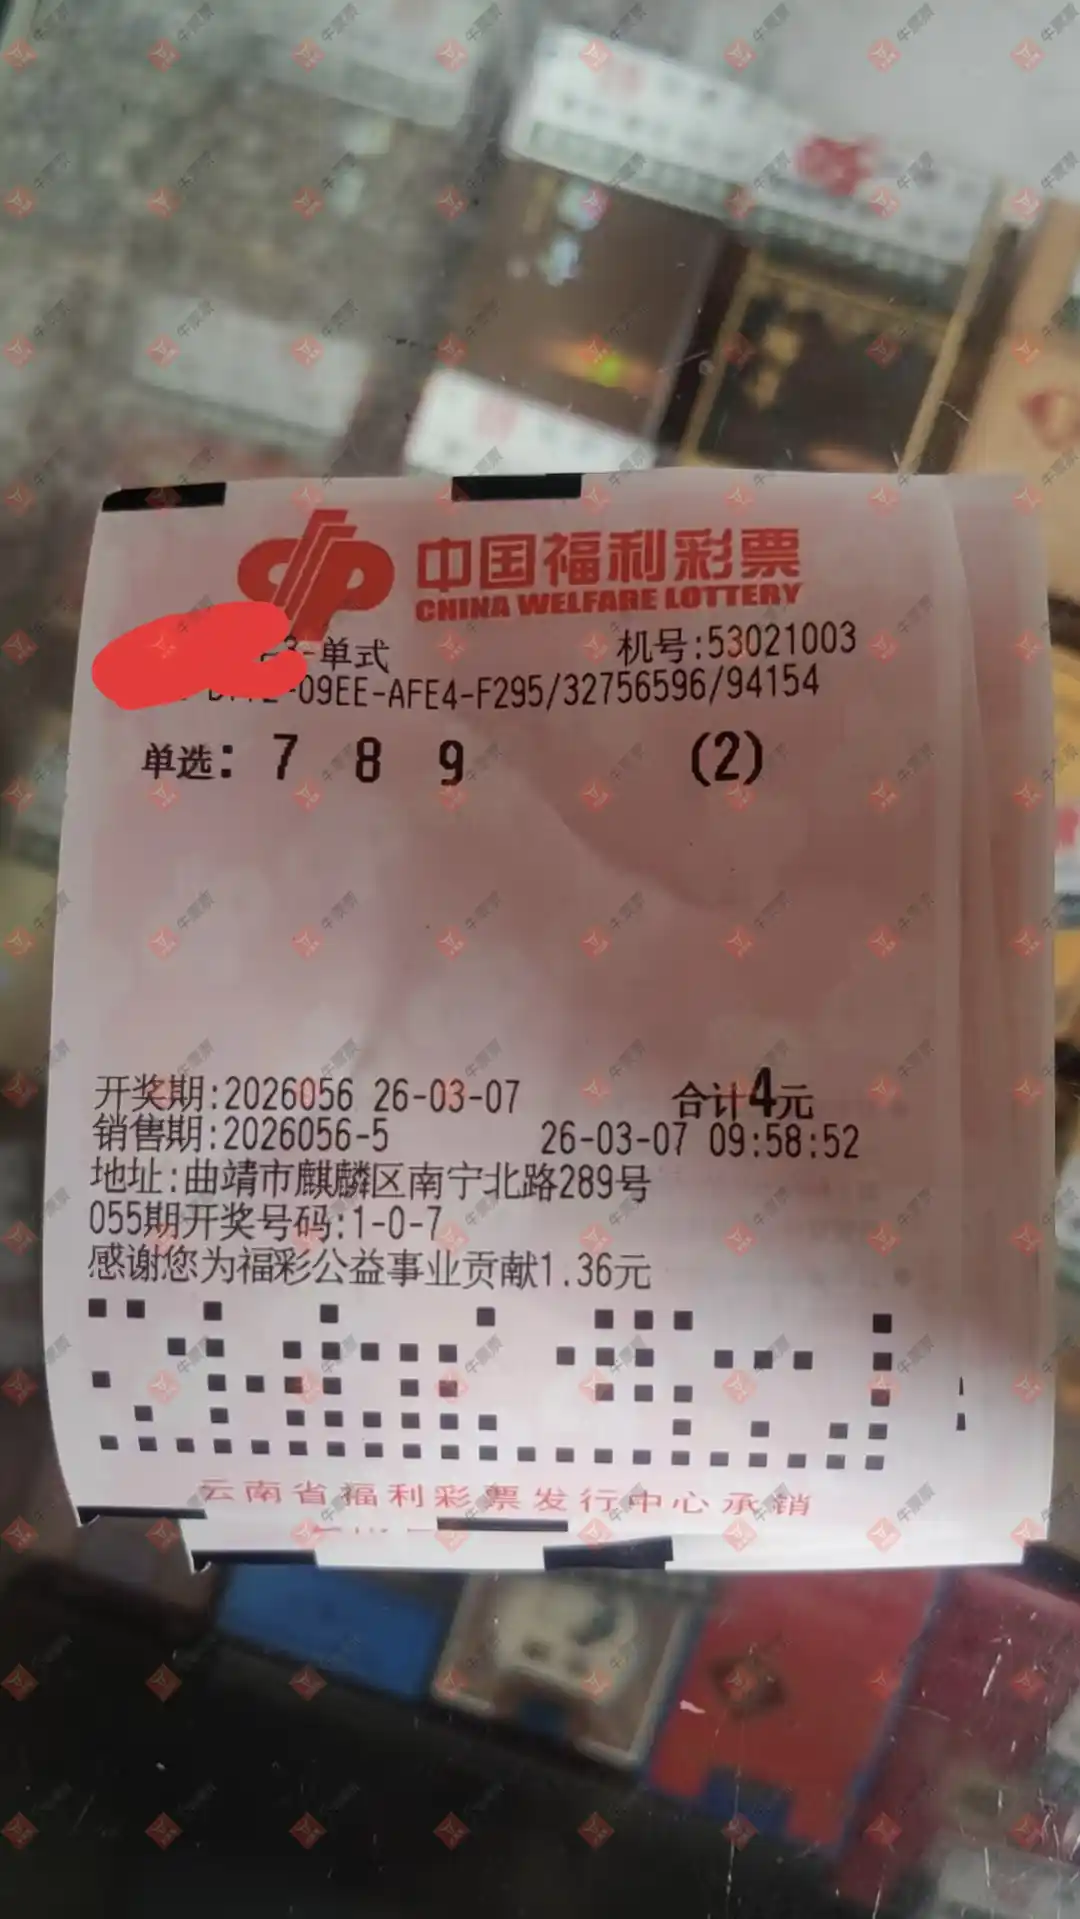 中国福利彩票
CHINA WELFARE LOTTERY
3-单式 机号:53021003
-09EE-AFE4-F295/32756596/94154
单选: 7 8 9 (2)
开奖期:2026056 26-03-07 合计4元
销售期:2026056-5 26-03-07 09:58:52
地址:曲靖市麒麟区南宁北路289号
055期开奖号码:1-0-7
感谢您为福彩公益事业贡献1.36元
云南省福利彩票发行中心承销